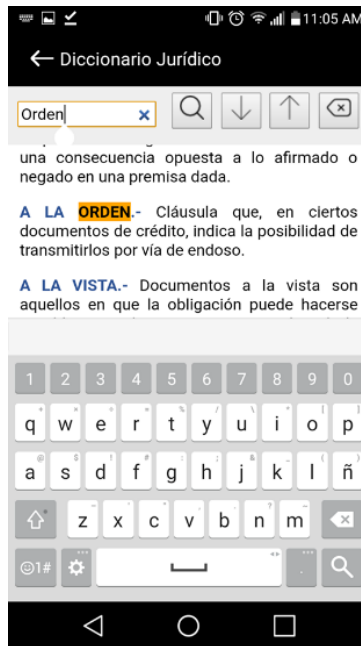 11:05 AM
Diccionario Jurídico
Orden
una consecuencia opuesta a lo afirmado o
negado en una premisa dada.
A LA ORDEN.- Cláusula que, en ciertos
documentos de crédito, indica la posibilidad de
transmitirlos por vía de endoso.
A LA VISTA.- Documentos a la vista son
aquellos en que la obligación puede hacerse
1 2 3 4 5 6 7 8 9 0
q w e r t y u i o p
a s d f g h j k l ñ
z x c v b n m
1#